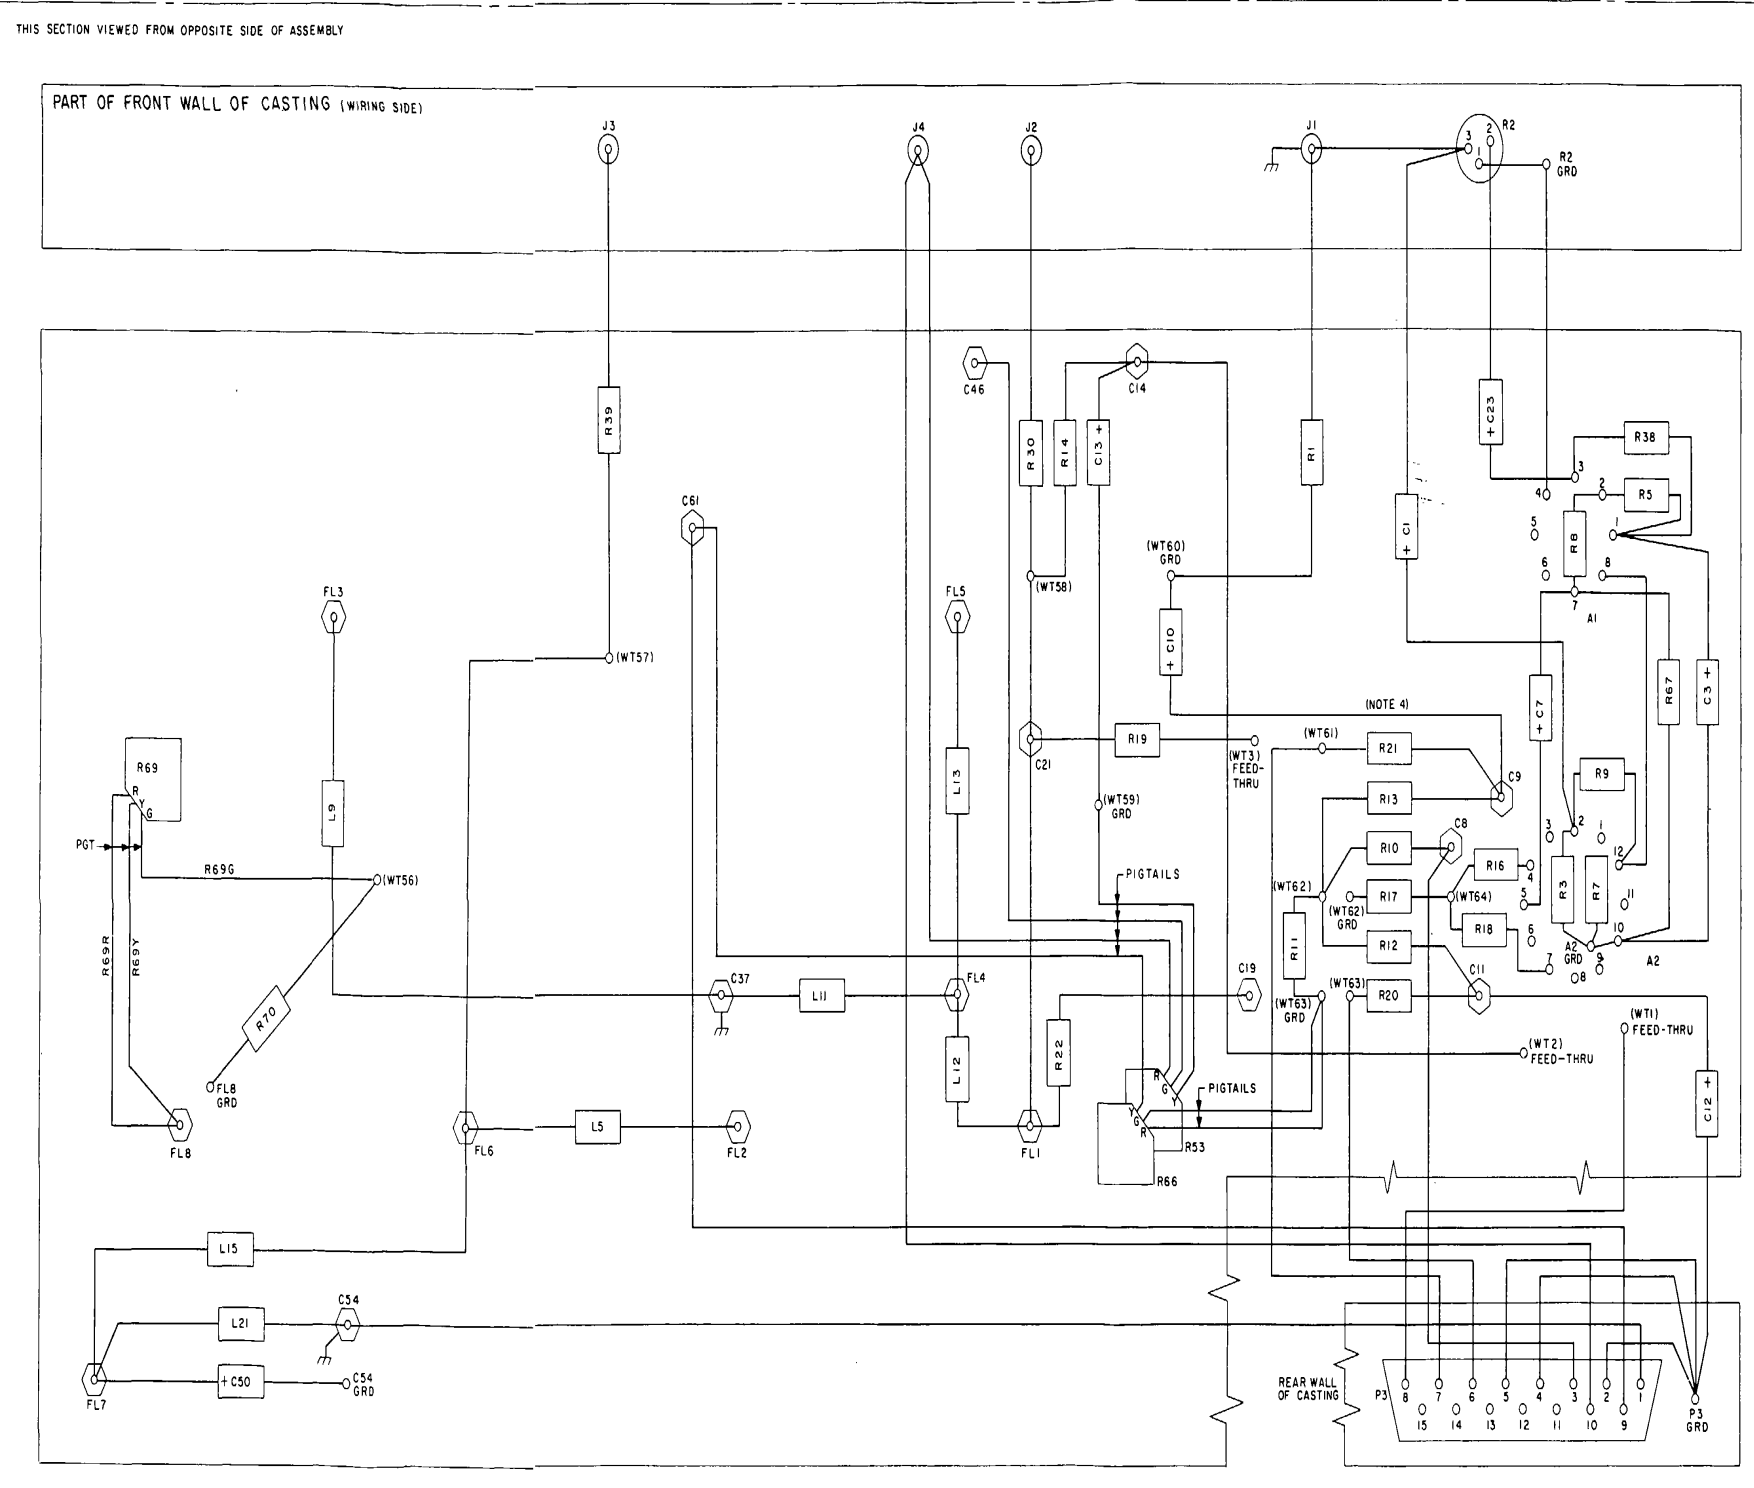 THIS SECTION VIEWED FROM OPPOSITE SIDE OF ASSEMBLY
PART OF FRONT WALL OF CASTING (WIRING SIDE)
J3
J4
J2
J1
3
2
1
R2
R2
GRD
R39
C46
C14
R30
R14
C13 +
R1
+ C23
R38
3
4
2
R5
C61
5
1
+ C1
R8
(WT60)
GRD
6
8
7
A1
(WT58)
FL3
FL5
+ C10
(WT57)
R67
C3 +
+ C7
(NOTE 4)
(WT61)
R19
R21
C21
(WT3)
FEED-
THRU
R69
R
Y
G
L9
L13
C9
R9
R13
(WT59)
GRD
C8
3
2
1
PGT
R10
R16
12
4
R69G
(WT56)
PIGTAILS
(WT62)
R17
(WT64)
5
R3
R7
11
(WT62)
GRD
R18
6
10
R69R
R69Y
R11
R12
A2
GRD
9
7
8
A2
C37
L11
FL4
C19
C11
(WT63)
GRD
(WT63)
R20
R70
(WT1)
FEED-THRU
(WT2)
FEED-THRU
L12
R22
R
G
Y
FL8
GRD
PIGTAILS
Y
G
R
C12 +
FL8
FL6
L5
FL2
FL1
R53
R66
L15
C54
L21
+C50
C54
GRD
FL7
REAR WALL
OF CASTING
P3
8
7
6
5
4
3
2
1
15
14
13
12
11
10
9
P3
GRD